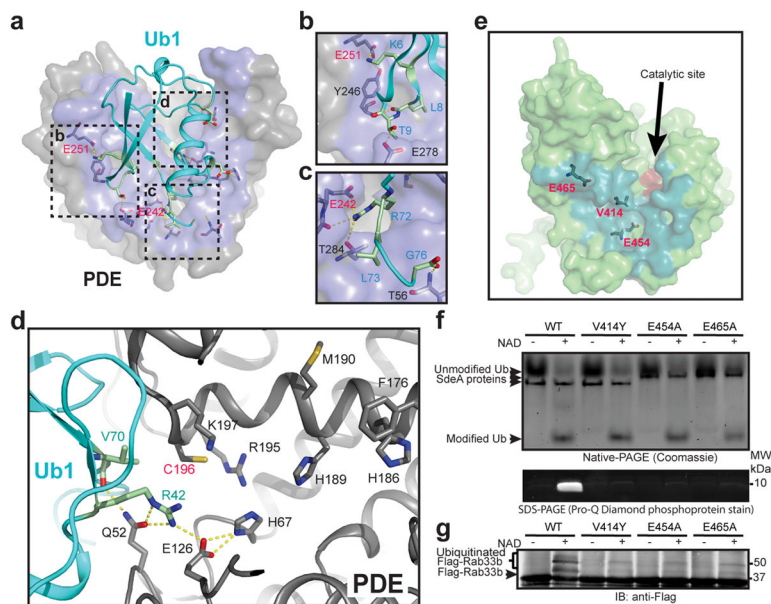 a
Ub1
d
b
E251
E242
c
PDE
b
E251
K6
Y246
L8
T9
E278
c
E242
R72
T284
G76
L73
T56
e
Catalytic site
E465
V414
E454
d
M190
F176
K197
V70
R195
Ub1
C196
H189
H186
R42
H67
Q52
E126
PDE
f
WT V414Y E454A E465A
NAD - + - + - + - +
Unmodified Ub
SdeA proteins
Modified Ub
Native-PAGE (Coomassie)
MW
kDa
10
SDS-PAGE (Pro-Q Diamond phosphoprotein stain)
g
WT V414Y E454A E465A
NAD - + - + - + - +
Ubiquitinated
Flag-Rab33b
50
Flag-Rab33b
37
IB: anti-Flag